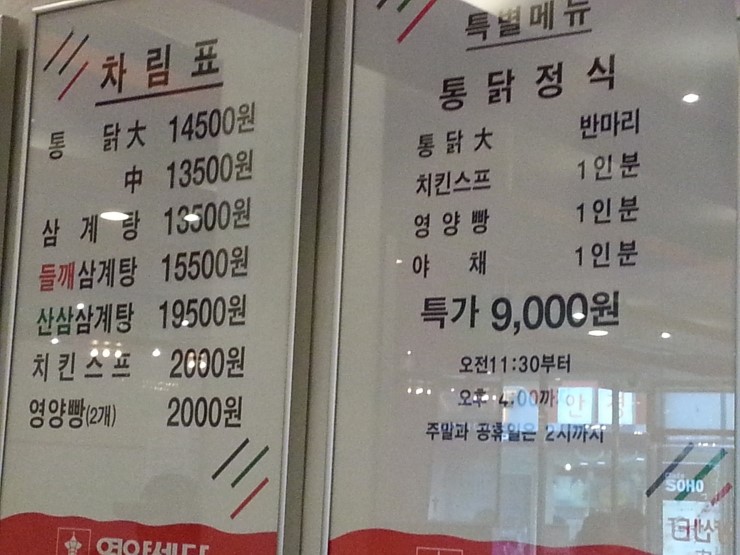 차림표
통 닭 大 14500원
中 13500원
삼계탕 13500원
들깨삼계탕 15500원
산삼삼계탕 19500원
치킨스프 2000원
영양빵(2개) 2000원
영양센타
특별메뉴
통닭정식
통닭大 반마리
치킨스프 1인분
영양빵 1인분
야채 1인분
특가 9,000원
오전11:30부터
오후 4:00까
주말과 공휴일은 2시까지
SOHO